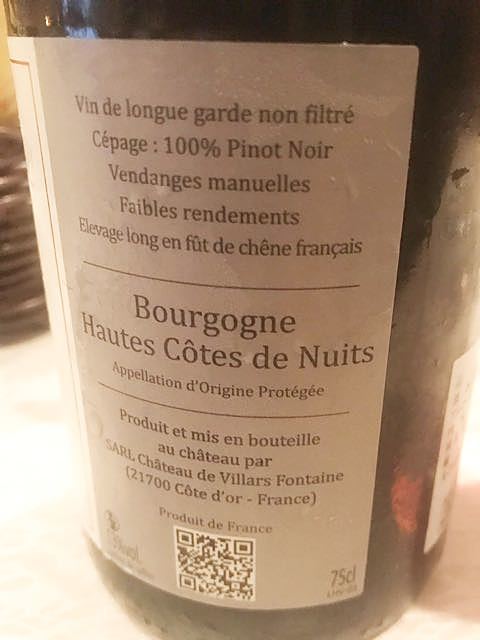 Vin de longue garde non filtré
Cépage : 100% Pinot Noir
Vendanges manuelles
Faibles rendements
Elevage long en fût de chêne français
Bourgogne
Hautes Côtes de Nuits
Appellation d'Origine Protégée
Produit et mis en bouteille
au château par
SARL Château de Villars Fontaine
(21700 Côte d'or - France)
Produit de France
75cl